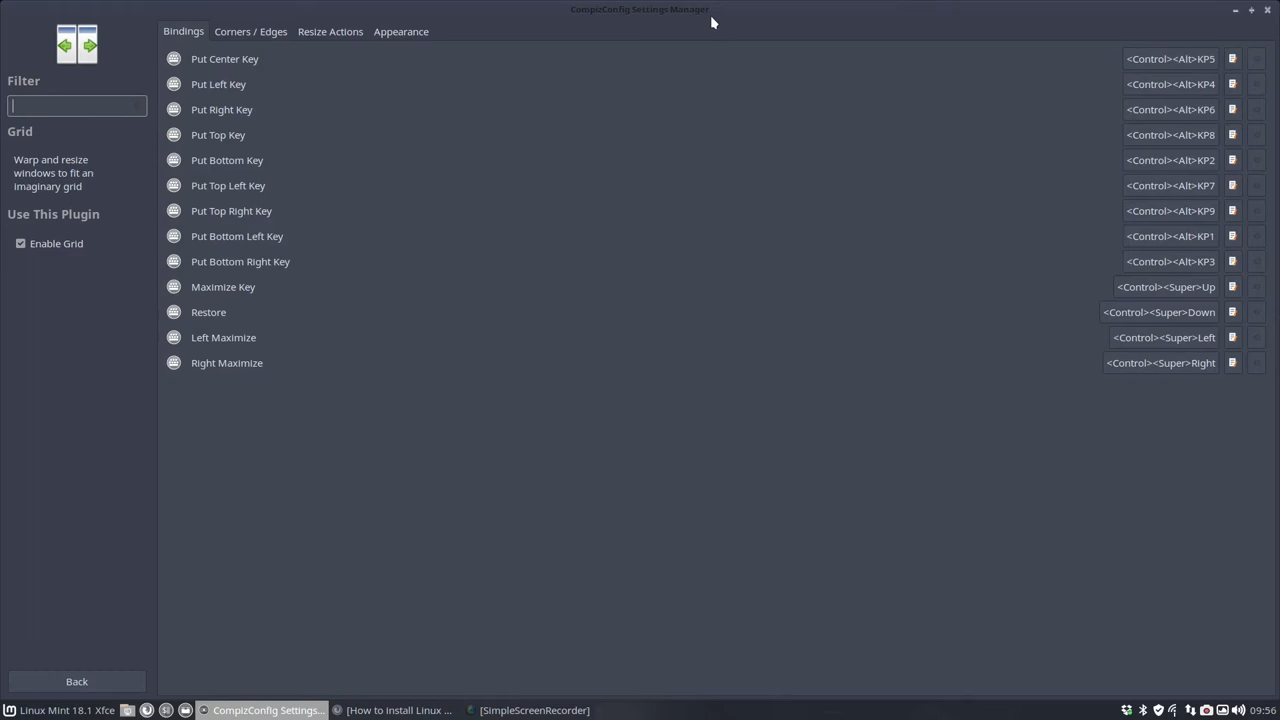 CompizConfig Settings Manager
Filter
Grid
Warp and resize
windows to fit an
imaginary grid
Use This Plugin
Enable Grid
Back
Bindings Corners / Edges Resize Actions Appearance
Put Center Key <Control><Alt>KP5
Put Left Key <Control><Alt>KP4
Put Right Key <Control><Alt>KP6
Put Top Key <Control><Alt>KP8
Put Bottom Key <Control><Alt>KP2
Put Top Left Key <Control><Alt>KP7
Put Top Right Key <Control><Alt>KP9
Put Bottom Left Key <Control><Alt>KP1
Put Bottom Right Key <Control><Alt>KP3
Maximize Key <Control><Super>Up
Restore <Control><Super>Down
Left Maximize <Control><Super>Left
Right Maximize <Control><Super>Right
Linux Mint 18.1 Xfce CompizConfig Settings... [How to install Linux ... [SimpleScreenRecorder] 09:56